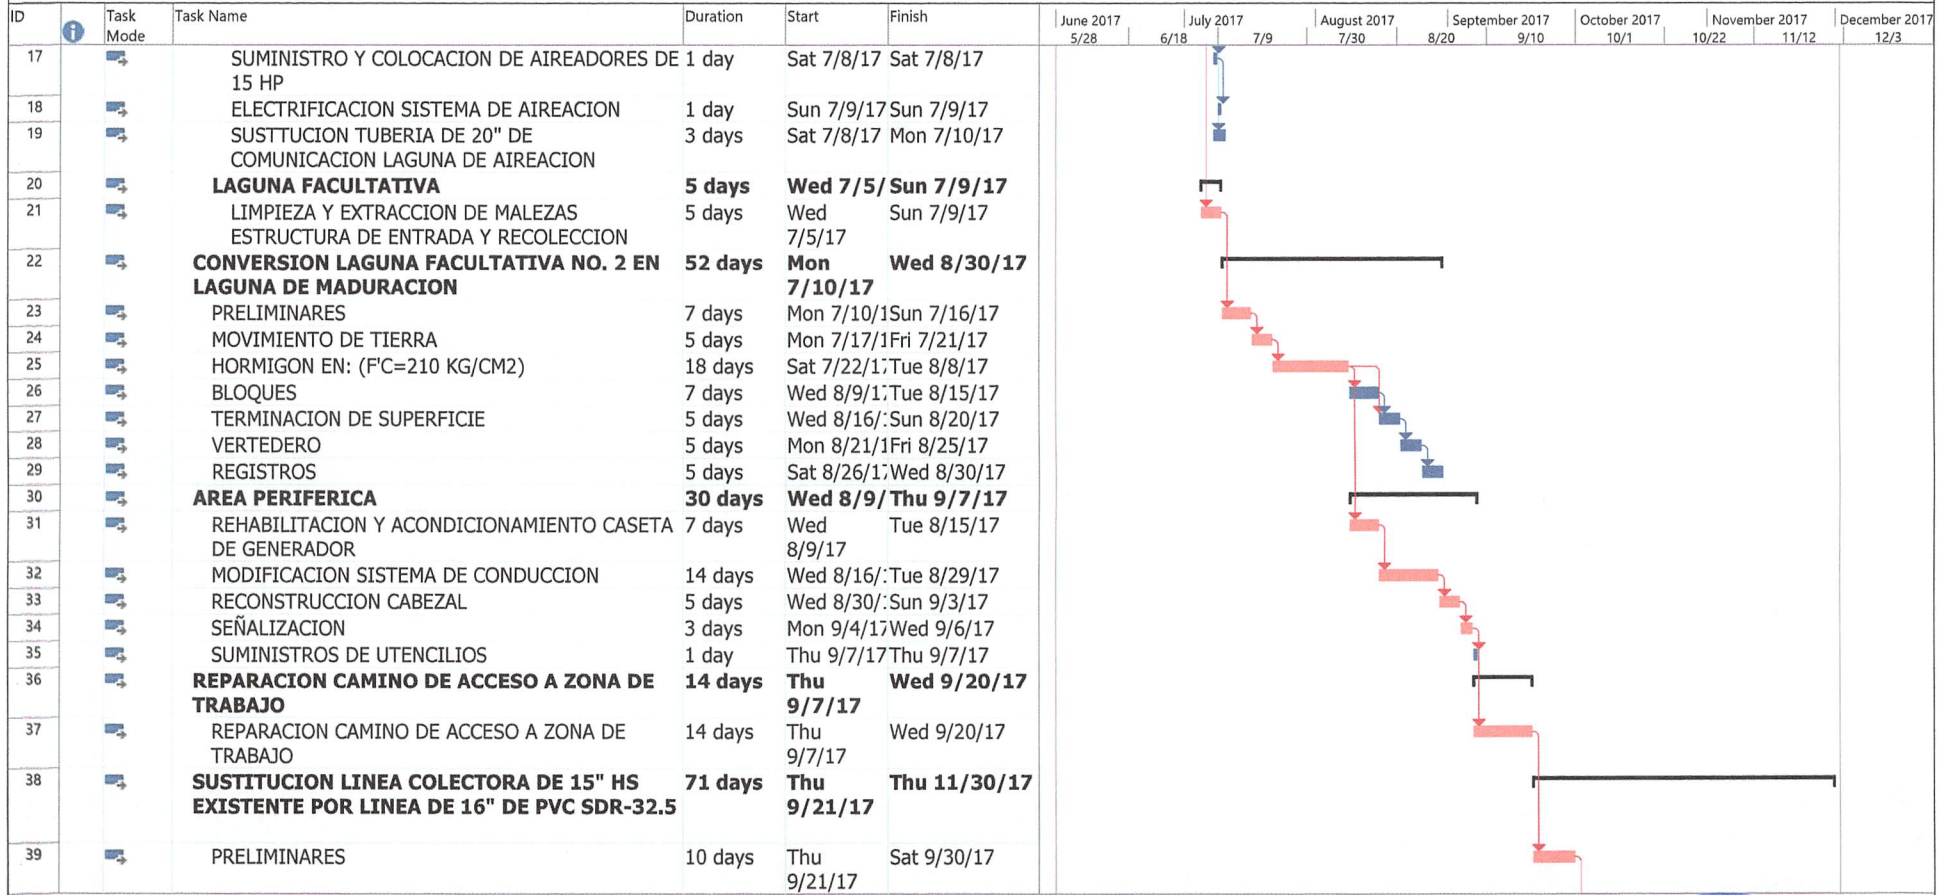 ID Task Mode Task Name Duration Start Finish
June 2017 July 2017 August 2017 September 2017 October 2017 November 2017 December 2017
5/28 6/18 7/9 7/30 8/20 9/10 10/1 10/22 11/12 12/3
17 SUMINISTRO Y COLOCACION DE AIREADORES DE 1 day Sat 7/8/17 Sat 7/8/17
15 HP
18 ELECTRIFICACION SISTEMA DE AIREACION 1 day Sun 7/9/17 Sun 7/9/17
19 SUSTTUCION TUBERIA DE 20" DE 3 days Sat 7/8/17 Mon 7/10/17
COMUNICACION LAGUNA DE AIREACION
20 LAGUNA FACULTATIVA 5 days Wed 7/5/ Sun 7/9/17
21 LIMPIEZA Y EXTRACCION DE MALEZAS 5 days Wed Sun 7/9/17
ESTRUCTURA DE ENTRADA Y RECOLECCION 7/5/17
22 CONVERSION LAGUNA FACULTATIVA NO. 2 EN 52 days Mon Wed 8/30/17
LAGUNA DE MADURACION 7/10/17
23 PRELIMINARES 7 days Mon 7/10/1 Sun 7/16/17
24 MOVIMIENTO DE TIERRA 5 days Mon 7/17/1 Fri 7/21/17
25 HORMIGON EN: (F'C=210 KG/CM2) 18 days Sat 7/22/1 Tue 8/8/17
26 BLOQUES 7 days Wed 8/9/1 Tue 8/15/17
27 TERMINACION DE SUPERFICIE 5 days Wed 8/16/ Sun 8/20/17
28 VERTEDERO 5 days Mon 8/21/1 Fri 8/25/17
29 REGISTROS 5 days Sat 8/26/1 Wed 8/30/17
30 AREA PERIFERICA 30 days Wed 8/9/ Thu 9/7/17
31 REHABILITACION Y ACONDICIONAMIENTO CASETA 7 days Wed Tue 8/15/17
DE GENERADOR 8/9/17
32 MODIFICACION SISTEMA DE CONDUCCION 14 days Wed 8/16/ Tue 8/29/17
33 RECONSTRUCCION CABEZAL 5 days Wed 8/30/ Sun 9/3/17
34 SEÑALIZACION 3 days Mon 9/4/17 Wed 9/6/17
35 SUMINISTROS DE UTENCILIOS 1 day Thu 9/7/17 Thu 9/7/17
36 REPARACION CAMINO DE ACCESO A ZONA DE 14 days Thu Wed 9/20/17
TRABAJO 9/7/17
37 REPARACION CAMINO DE ACCESO A ZONA DE 14 days Thu Wed 9/20/17
TRABAJO 9/7/17
38 SUSTITUCION LINEA COLECTORA DE 15" HS 71 days Thu Thu 11/30/17
EXISTENTE POR LINEA DE 16" DE PVC SDR-32.5 9/21/17
39 PRELIMINARES 10 days Thu Sat 9/30/17
9/21/17